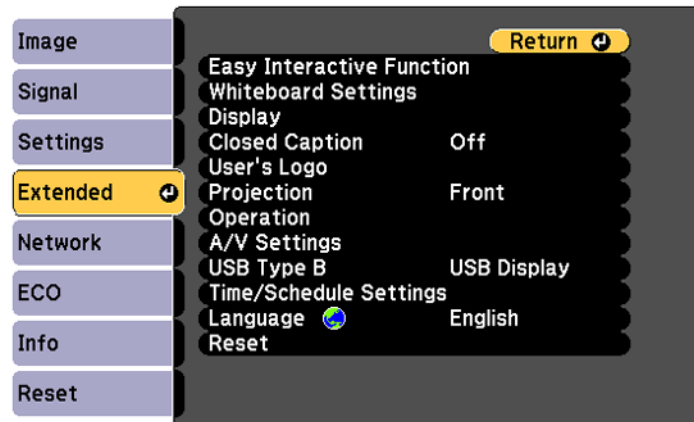 Image
Signal
Settings
Extended
Network
ECO
Info
Reset
Return
Easy Interactive Function
Whiteboard Settings
Display
Closed Caption Off
User's Logo
Projection Front
Operation
A/V Settings
USB Type B USB Display
Time/Schedule Settings
Language English
Reset